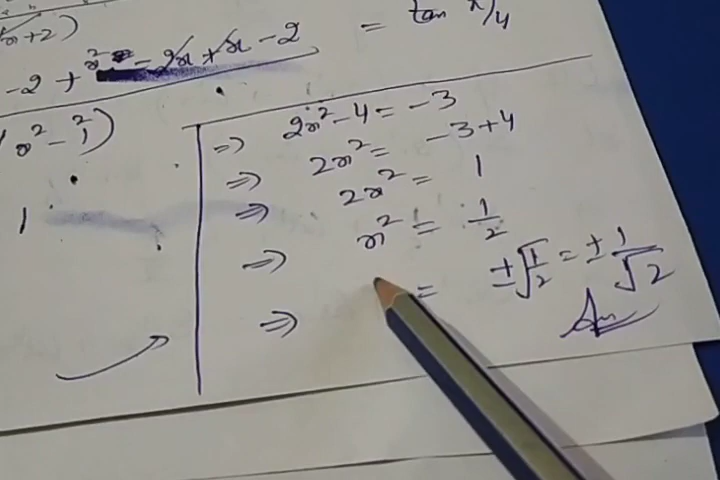 x+2)
-2 + x² - 2x + x - 2 = tan π/4
x² - 1²)
1
=> 2x² - 4 = -3
=> 2x² = -3+4
=> 2x² = 1
=> x² = 1/2
=> = ±√1/2 = ± 1/√2
Ans